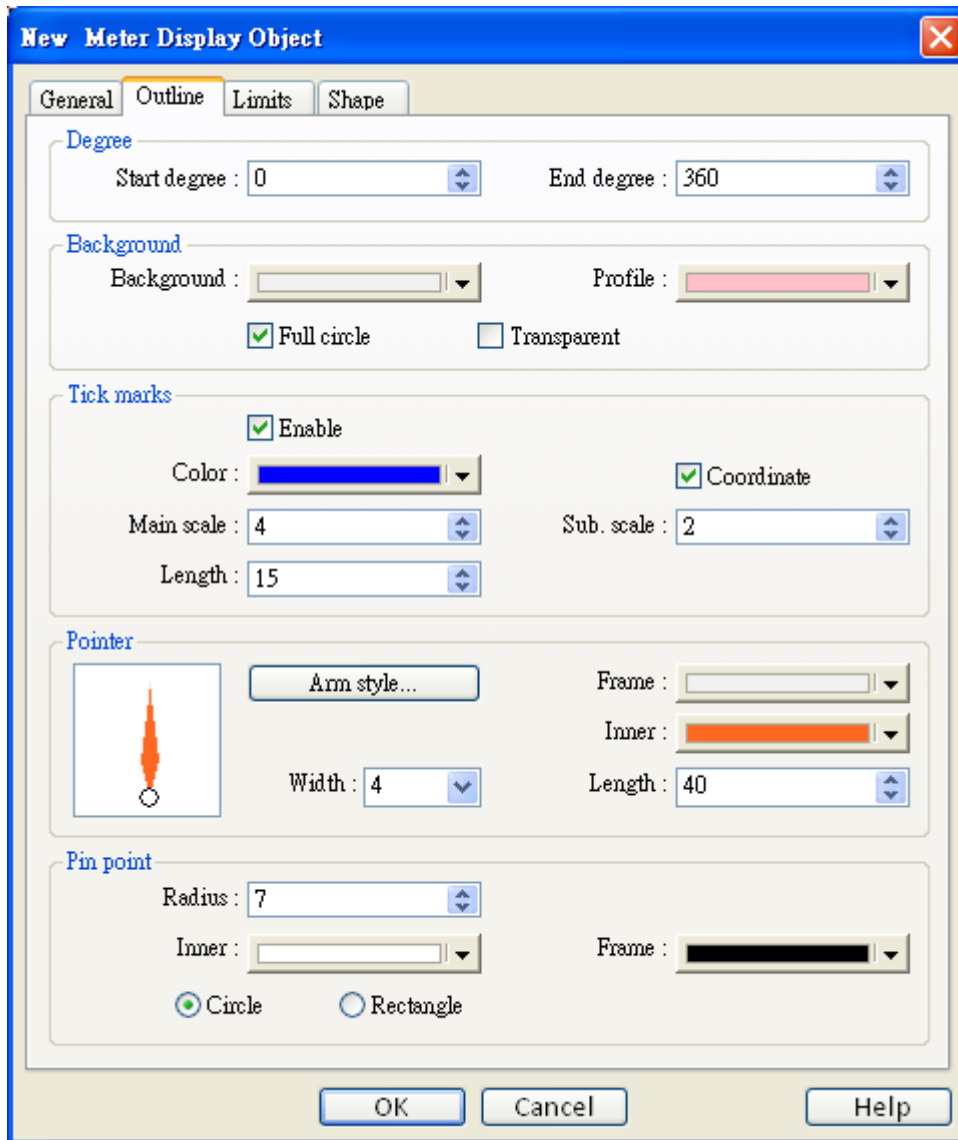 New Meter Display Object
General Outline Limits Shape
Degree
Start degree : 0 End degree : 360
Background
Background : Profile :
Full circle Transparent
Tick marks
Enable
Color : Coordinate
Main scale : 4 Sub. scale : 2
Length : 15
Pointer
Arm style... Frame :
Inner :
Width : 4 Length : 40
Pin point
Radius : 7
Inner : Frame :
Circle Rectangle
OK Cancel Help